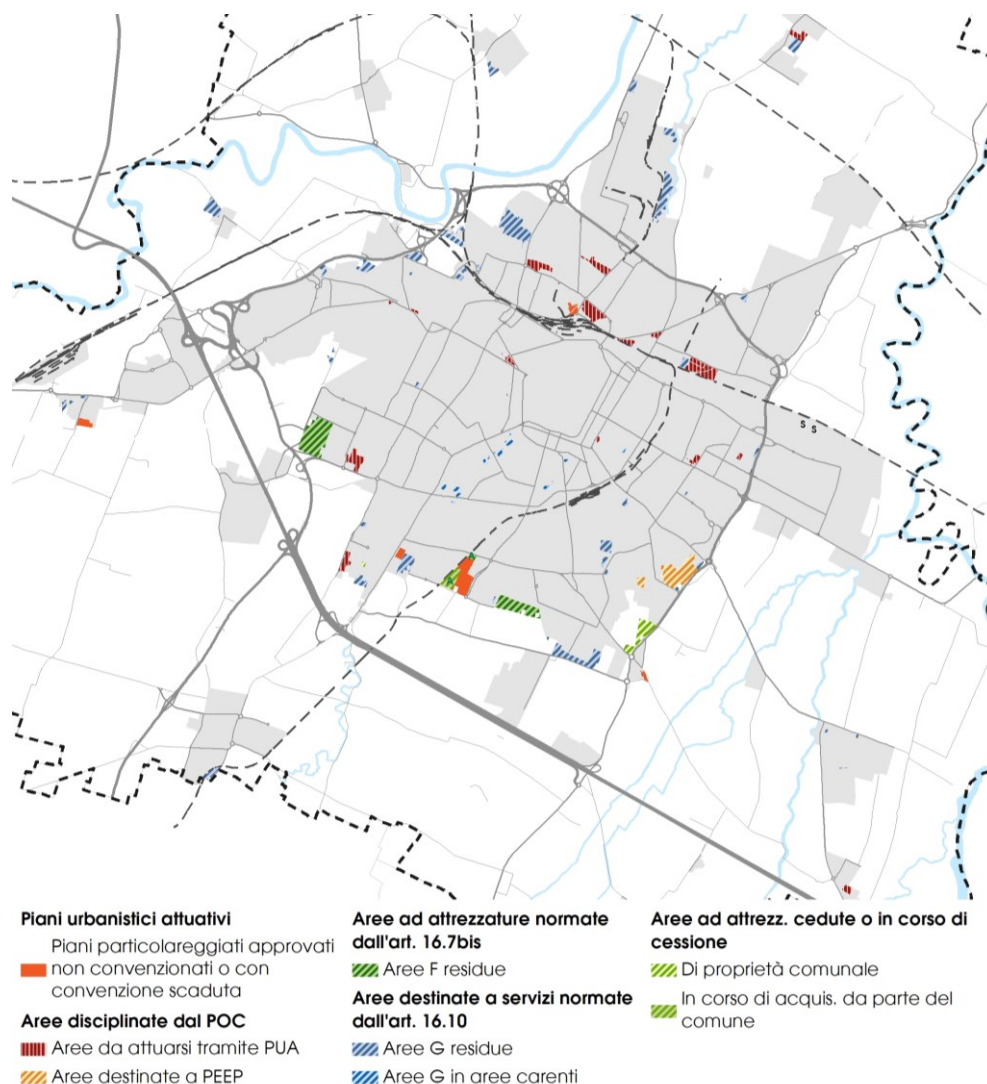 s s
Piani urbanistici attuativi
Piani particolareggiati approvati
non convenzionati o con
convenzione scaduta
Aree disciplinate dal POC
Aree da attuarsi tramite PUA
Aree destinate a PEEP
Aree ad attrezzature normate
dall'art. 16.7bis
Aree F residue
Aree destinate a servizi normate
dall'art. 16.10
Aree G residue
Aree G in aree carenti
Aree ad attrezz. cedute o in corso di
cessione
Di proprietà comunale
In corso di acquis. da parte del
comune